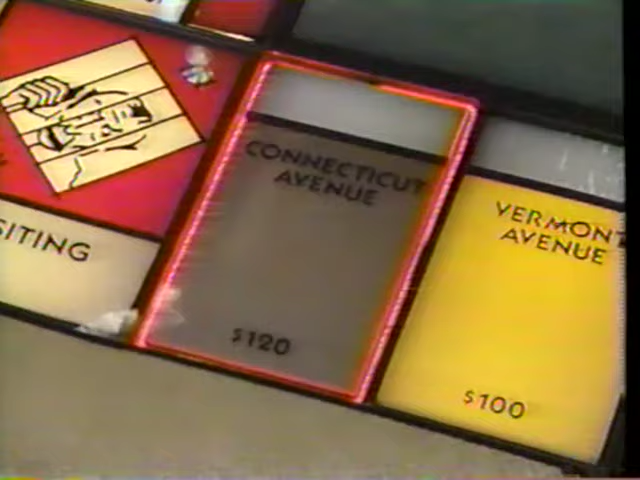 SITING
CONNECTICUT
AVENUE
$120
VERMONT
AVENUE
$100